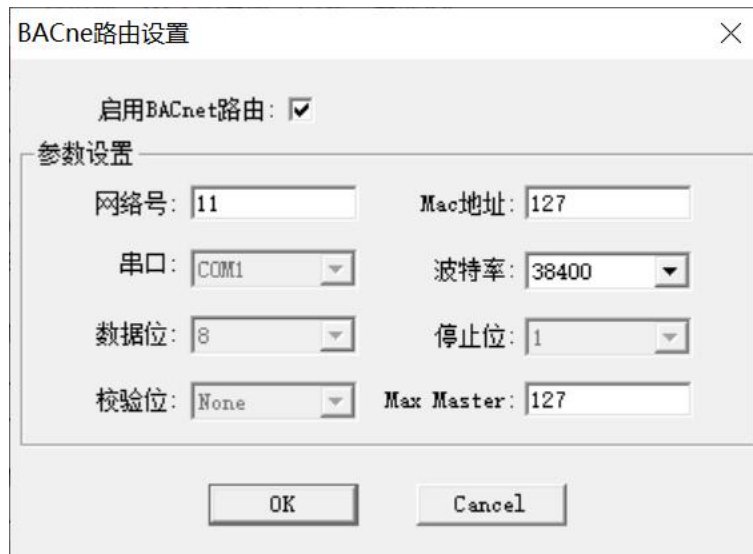 BACne路由设置
启用BACnet路由:
参数设置
网络号: 11 Mac地址: 127
串口: COM1 波特率: 38400
数据位: 8 停止位: 1
校验位: None Max Master: 127
OK Cancel